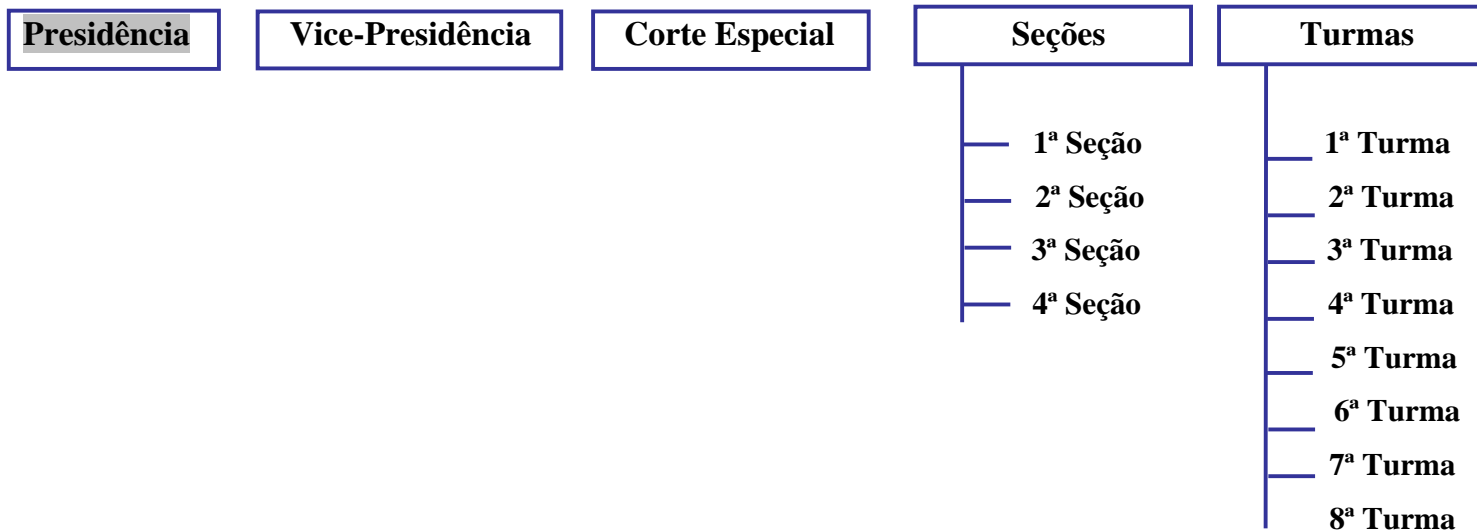 Presidência
Vice-Presidência
Corte Especial
Seções
1ª Seção
2ª Seção
3ª Seção
4ª Seção
Turmas
1ª Turma
2ª Turma
3ª Turma
4ª Turma
5ª Turma
6ª Turma
7ª Turma
8ª Turma